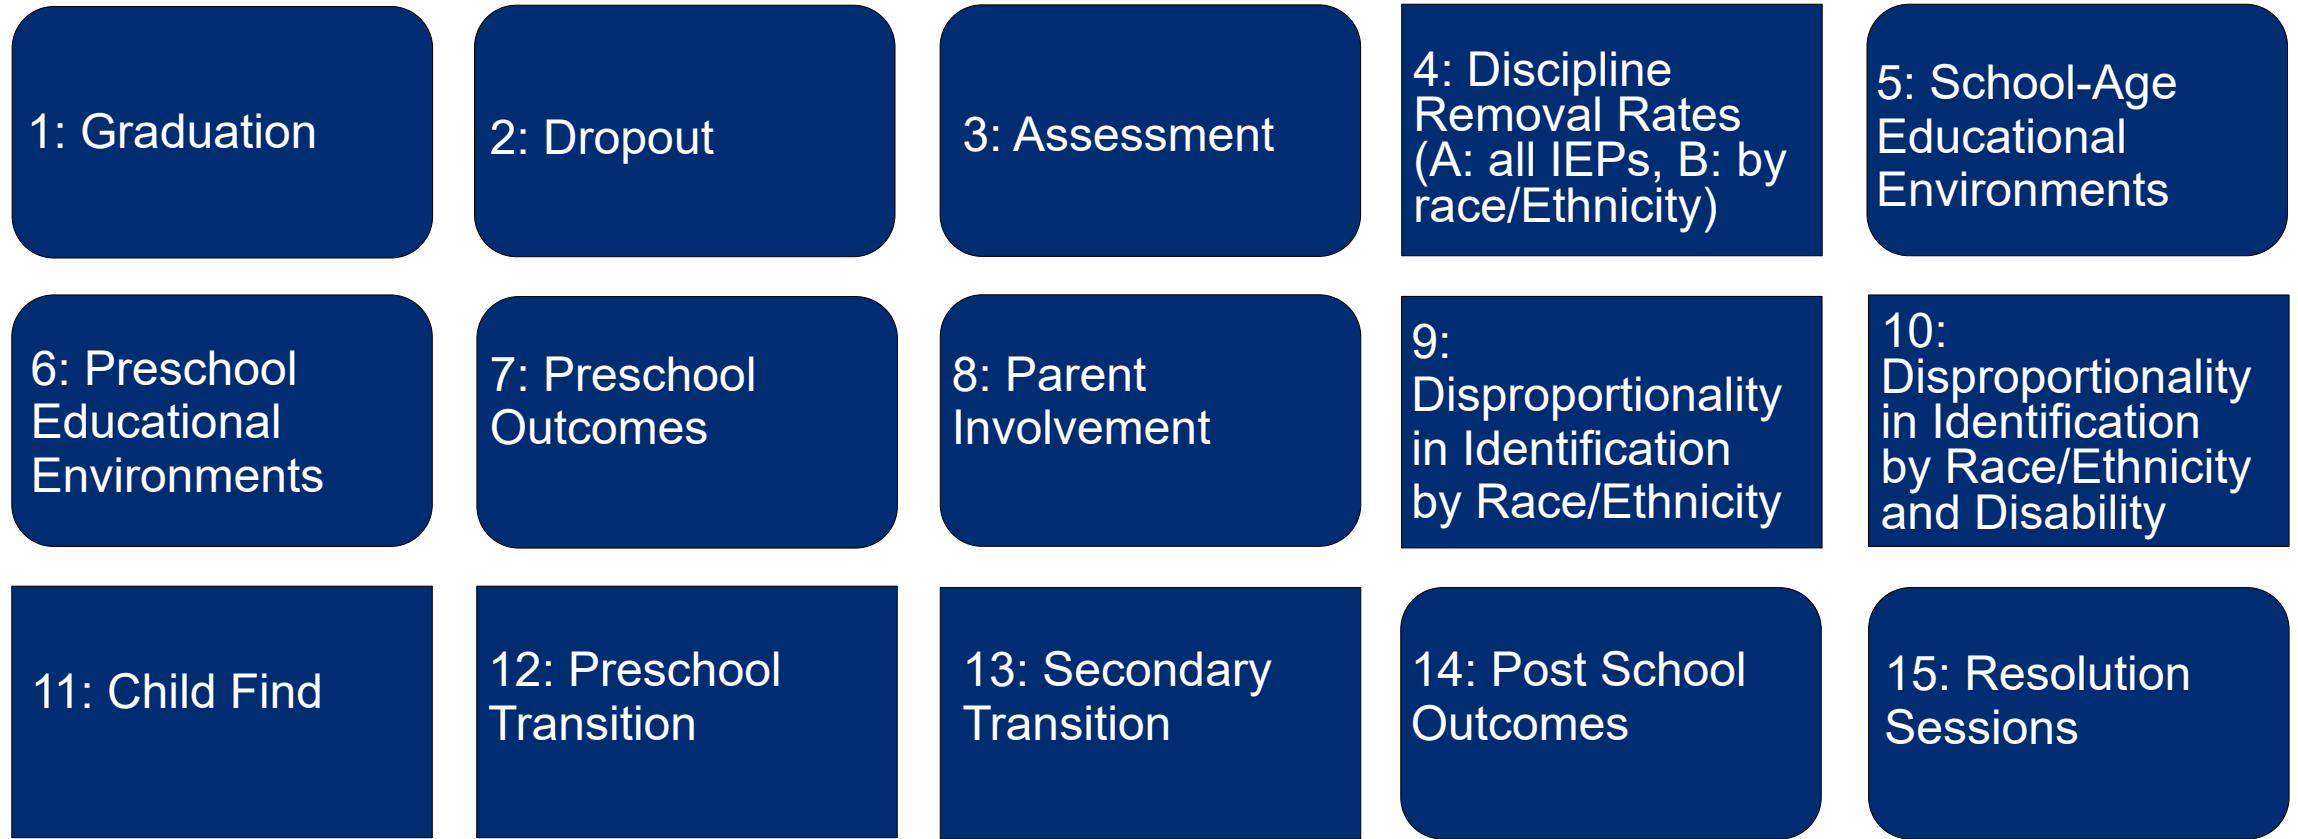 1: Graduation
2: Dropout
3: Assessment
4: Discipline
Removal Rates
(A: all IEPs, B: by
race/Ethnicity)
5: School-Age
Educational
Environments
6: Preschool
Educational
Environments
7: Preschool
Outcomes
8: Parent
Involvement
9:
Disproportionality
in Identification
by Race/Ethnicity
10:
Disproportionality
in Identification
by Race/Ethnicity
and Disability
11: Child Find
12: Preschool
Transition
13: Secondary
Transition
14: Post School
Outcomes
15: Resolution
Sessions